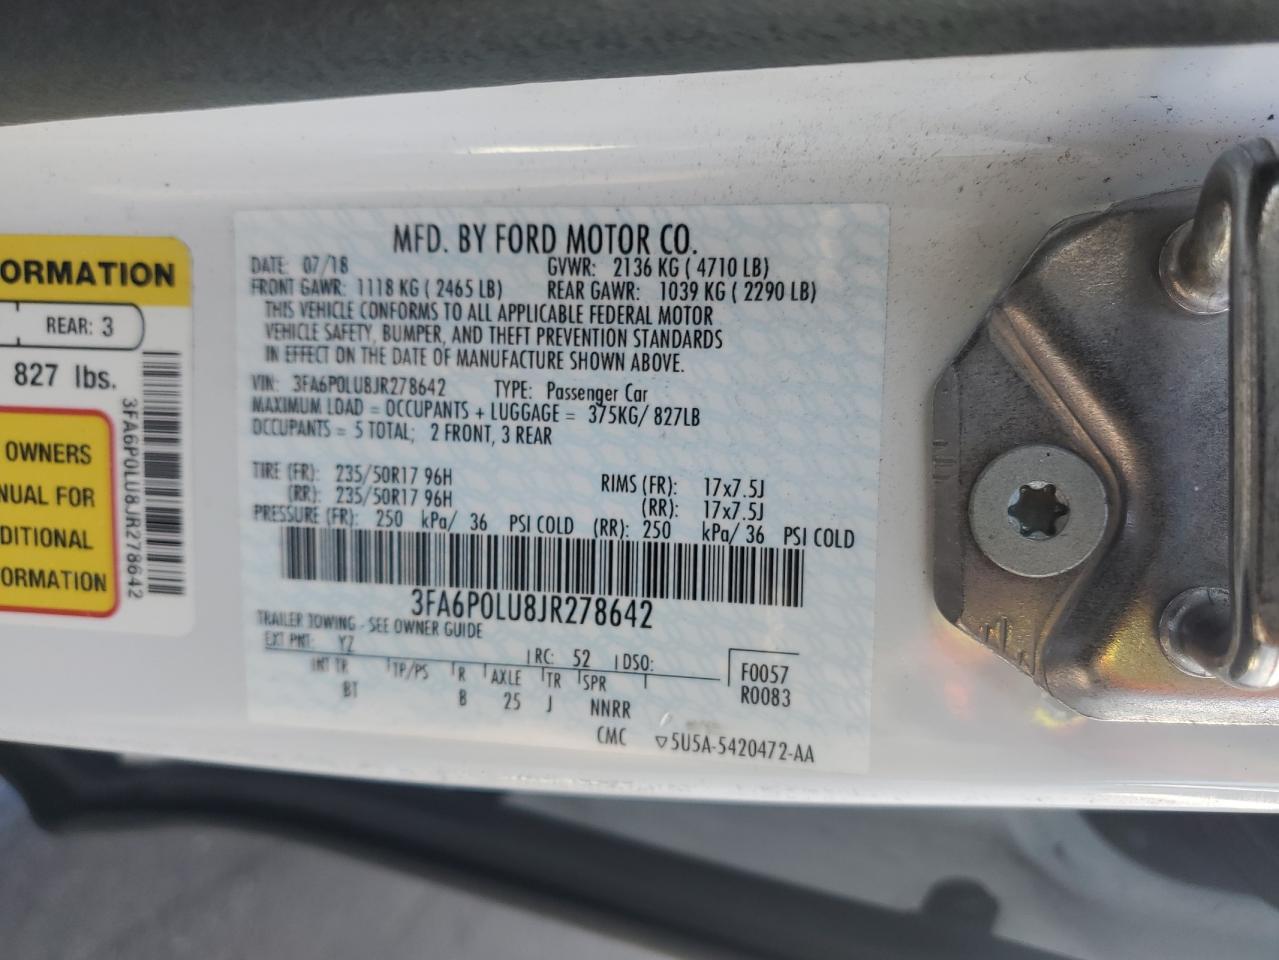 ORMATION
REAR: 3
827 lbs.
OWNERS
NUAL FOR
DITIONAL
ORMATION
3FA6P0LU8JR278642
MFD. BY FORD MOTOR CO.
DATE: 07/18 GVWR: 2136 KG ( 4710 LB)
FRONT GAWR: 1118 KG ( 2465 LB) REAR GAWR: 1039 KG ( 2290 LB)
THIS VEHICLE CONFORMS TO ALL APPLICABLE FEDERAL MOTOR
VEHICLE SAFETY, BUMPER, AND THEFT PREVENTION STANDARDS
IN EFFECT ON THE DATE OF MANUFACTURE SHOWN ABOVE.
VIN: 3FA6P0LU8JR278642 TYPE: Passenger Car
MAXIMUM LOAD = OCCUPANTS + LUGGAGE = 375KG/ 827LB
OCCUPANTS = 5 TOTAL; 2 FRONT, 3 REAR
TIRE (FR): 235/50R17 96H RIMS (FR): 17x7.5J
(RR): 235/50R17 96H (RR): 17x7.5J
PRESSURE (FR): 250 kPa/ 36 PSI COLD (RR): 250 kPa/ 36 PSI COLD
3FA6P0LU8JR278642
TRAILER TOWING - SEE OWNER GUIDE
EXT PNT: YZ RC: 52 DSO: F0057
INT TR TP/PS R AXLE TR SPR R0083
BT B 25 J NNRR
CMC ▽5U5A-5420472-AA